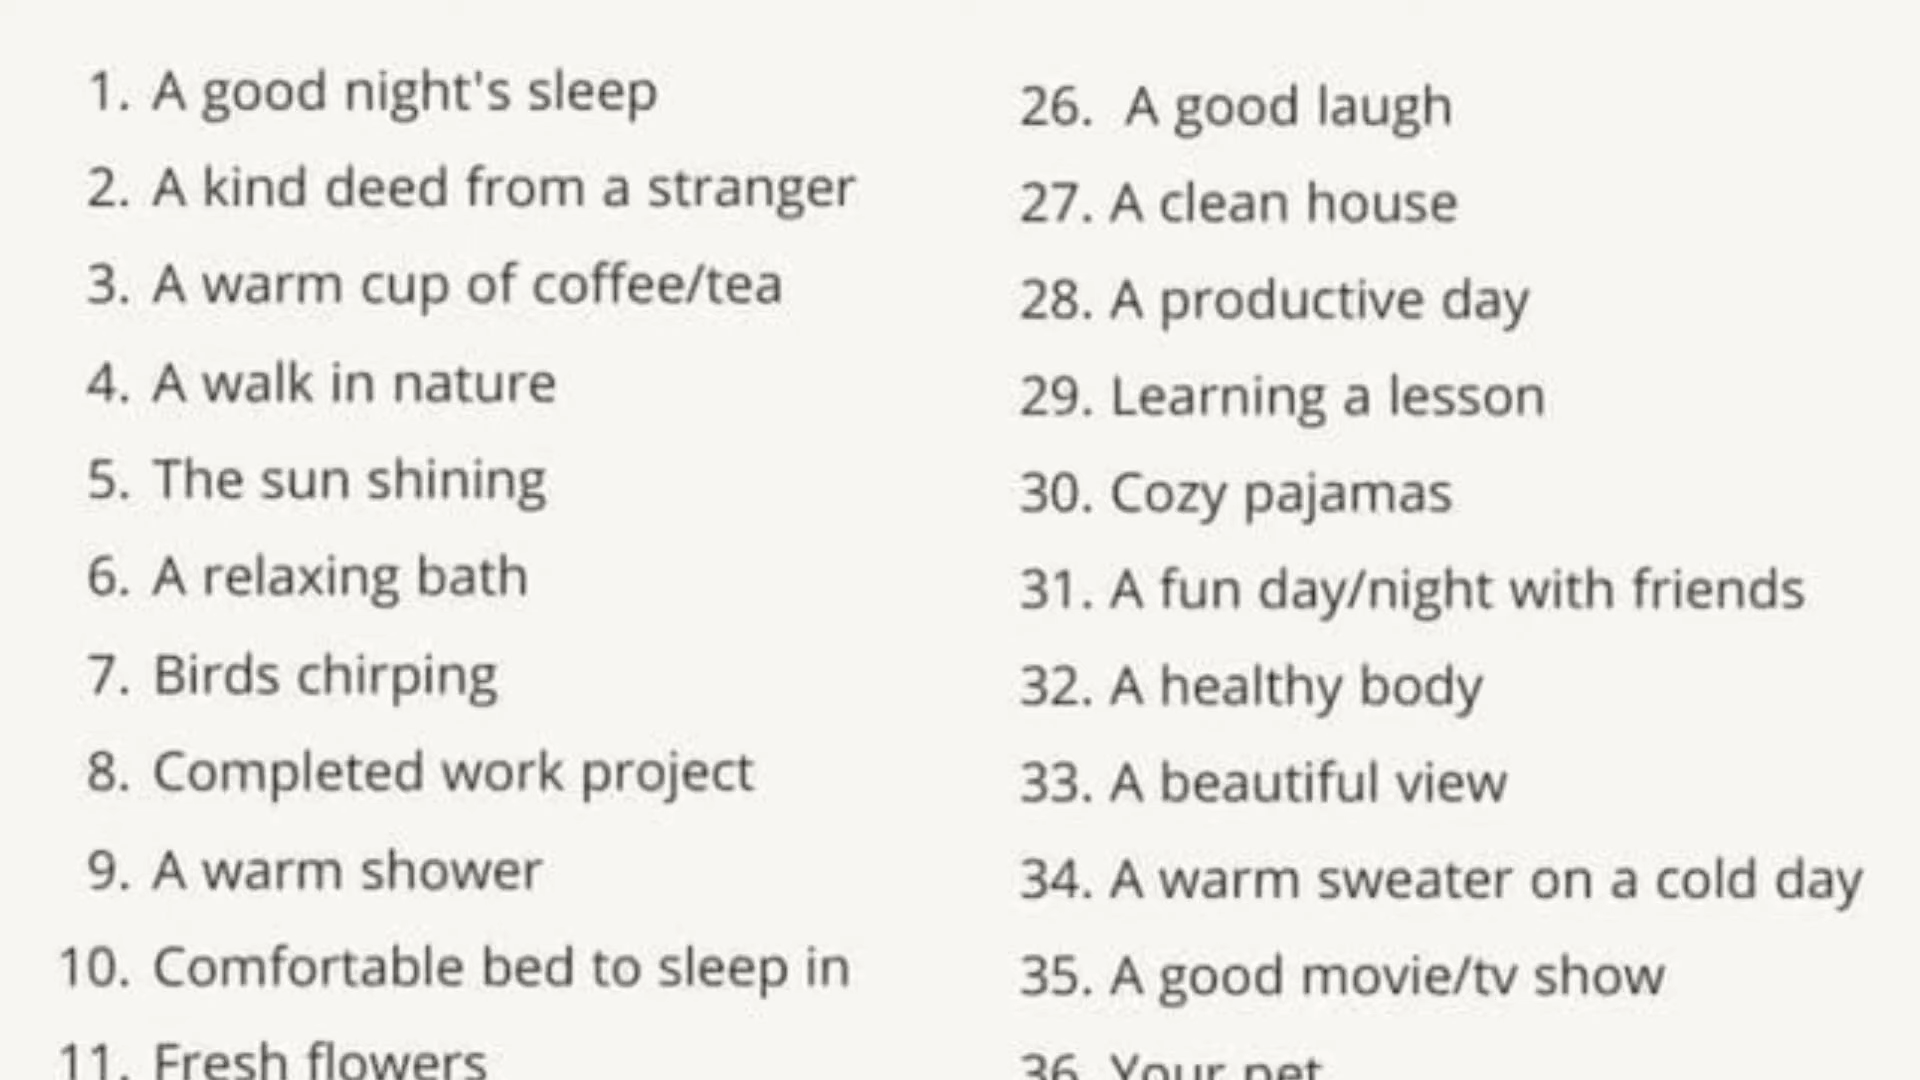 1. A good night's sleep
2. A kind deed from a stranger
3. A warm cup of coffee/tea
4. A walk in nature
5. The sun shining
6. A relaxing bath
7. Birds chirping
8. Completed work project
9. A warm shower
10. Comfortable bed to sleep in
11. Fresh flowers
26. A good laugh
27. A clean house
28. A productive day
29. Learning a lesson
30. Cozy pajamas
31. A fun day/night with friends
32. A healthy body
33. A beautiful view
34. A warm sweater on a cold day
35. A good movie/tv show
36. Your pet